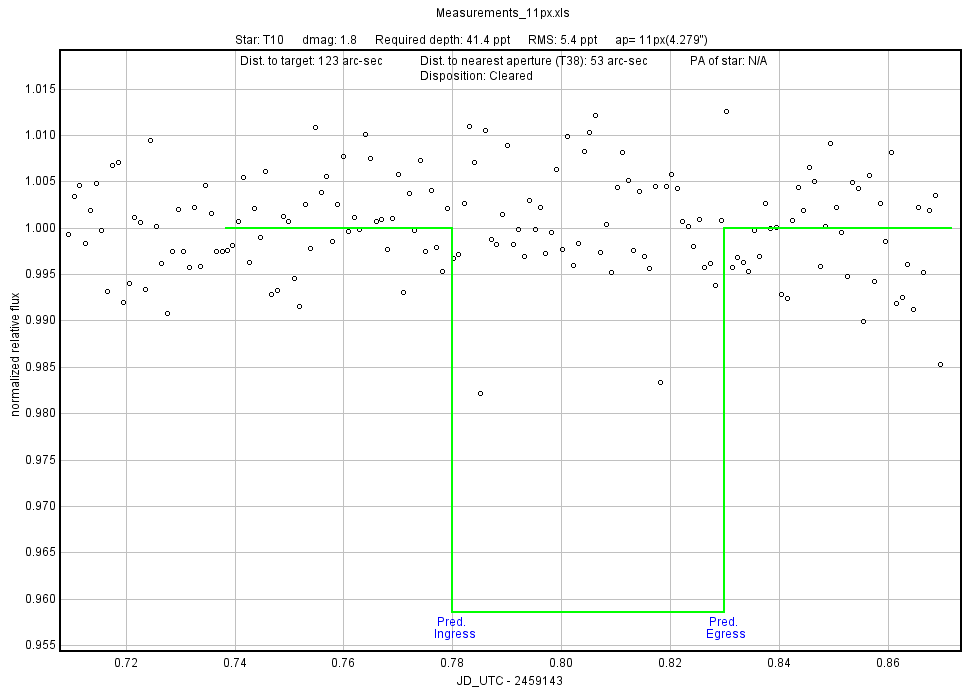 Measurements_11px.xls
Star: T10 dmag: 1.8 Required depth: 41.4 ppt RMS: 5.4 ppt ap= 11px(4.279")
Dist. to target: 123 arc-sec Dist. to nearest aperture (T38): 53 arc-sec PA of star: N/A
Disposition: Cleared
1.015
1.010
1.005
1.000
0.995
0.990
0.985
0.980
0.975
0.970
0.965
0.960
0.955
normalized relative flux
Pred.
Ingress
Pred.
Egress
0.72 0.74 0.76 0.78 0.80 0.82 0.84 0.86
JD_UTC - 2459143